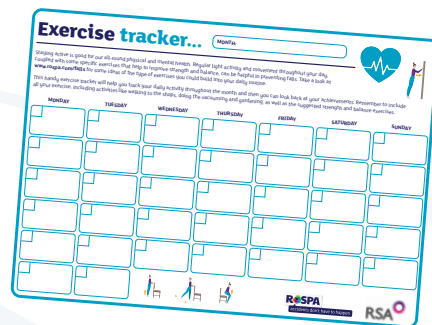 Exercise tracker...
MONTH:
Staying active is good for our all-round physical and mental health. Regular light activity and movement throughout your day,
coupled with some specific exercises that help to improve strength and balance, can be helpful in preventing falls. Take a look at
www.rospa.com/falls for some ideas of the type of exercises you could build into your daily routine.
This handy exercise tracker will help you track your daily activity throughout the month and then you can look back at your achievements. Remember to include
all your exercise, including activities like walking to the shops, doing the vacuuming and gardening, as well as the suggested strength and balance exercises.
MONDAY TUESDAY WEDNESDAY THURSDAY FRIDAY SATURDAY SUNDAY
RoSPA
accidents don't have to happen
RSA